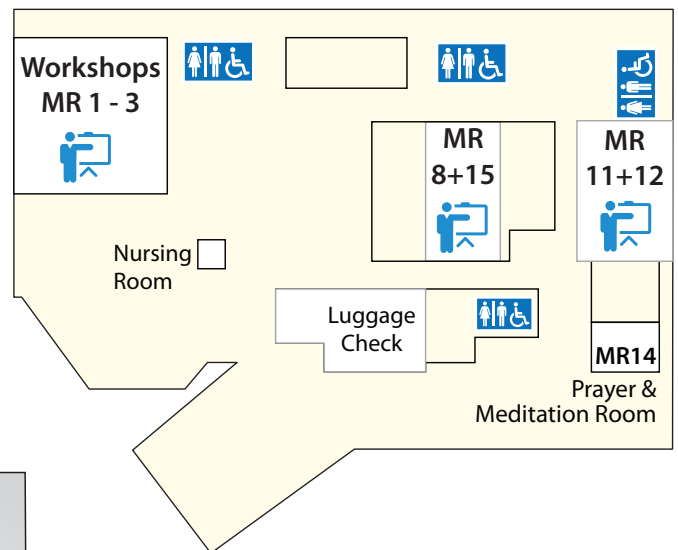 Workshops
MR 1 - 3
MR
8+15
MR
11+12
Nursing
Room
Luggage
Check
MR14
Prayer &
Meditation Room